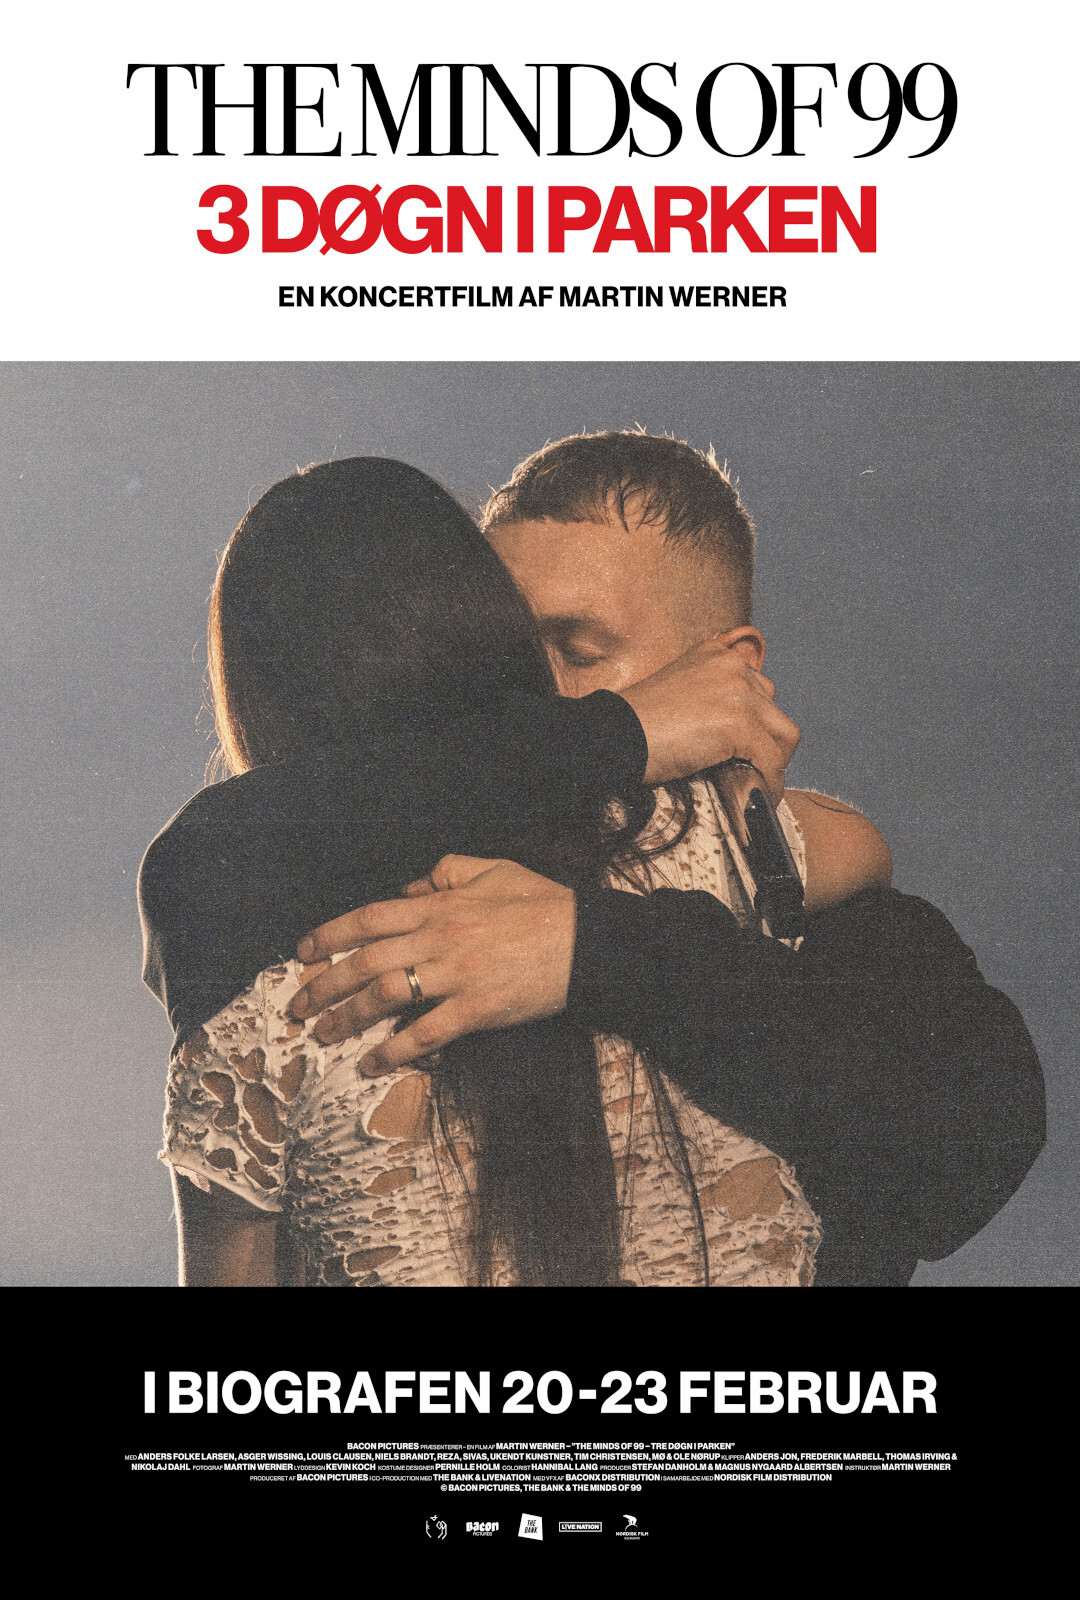 THE MINDS OF 99
3 DØGN I PARKEN
EN KONCERTFILM AF MARTIN WERNER
I BIOGRAFEN 20-23 FEBRUAR
BACON PICTURES PRÆSENTERER – EN FILM AF MARTIN WERNER – "THE MINDS OF 99 – TRE DØGN I PARKEN"
MED ANDERS FOLKE LARSEN, ASGER WISSING, LOUIS CLAUSEN, NIELS BRANDT, REZA, SIVAS, UKENDT KUNSTNER, TIM CHRISTENSEN, MØ & OLE NØRUP KLIPPER ANDERS JON, FREDERIK MARBELL, THOMAS IRVING &
NIKOLAJ DAHL FOTOGRAF MARTIN WERNER LYDDESIGN KEVIN KOCH KOSTUME DESIGNER PERNILLE HOLM COLORIST HANNIBAL LANG PRODUCER STEFAN DANHOLM & MAGNUS NYGAARD ALBERTSEN INSTRUKTØR MARTIN WERNER
PRODUCERET AF BACON PICTURES I CO-PRODUCTION MED THE BANK & LIVENATION MED VFX AF BACONX DISTRIBUTION I SAMARBEJDE MED NORDISK FILM DISTRIBUTION
© BACON PICTURES, THE BANK & THE MINDS OF 99
99 BACON PICTURES THE BANK LIVE NATION NORDISK FILM